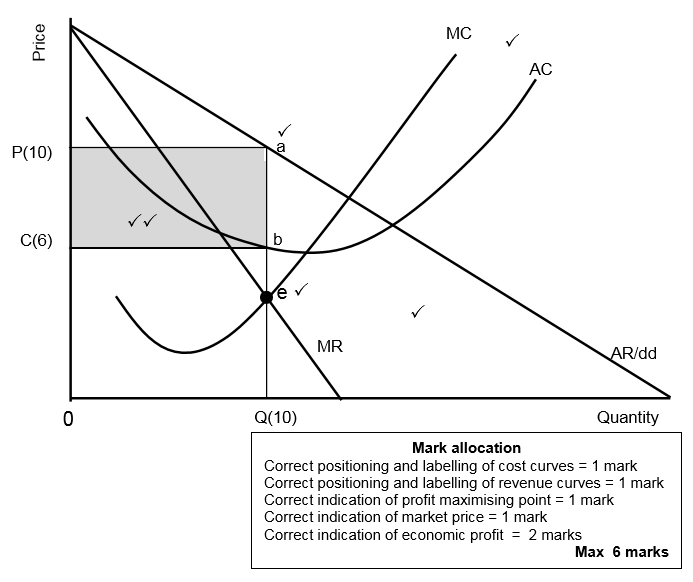 Price
MC
AC
P(10)
a
C(6)
b
e
MR
AR/dd
0
Q(10)
Quantity
Mark allocation
Correct positioning and labelling of cost curves = 1 mark
Correct positioning and labelling of revenue curves = 1 mark
Correct indication of profit maximising point = 1 mark
Correct indication of market price = 1 mark
Correct indication of economic profit = 2 marks
Max 6 marks